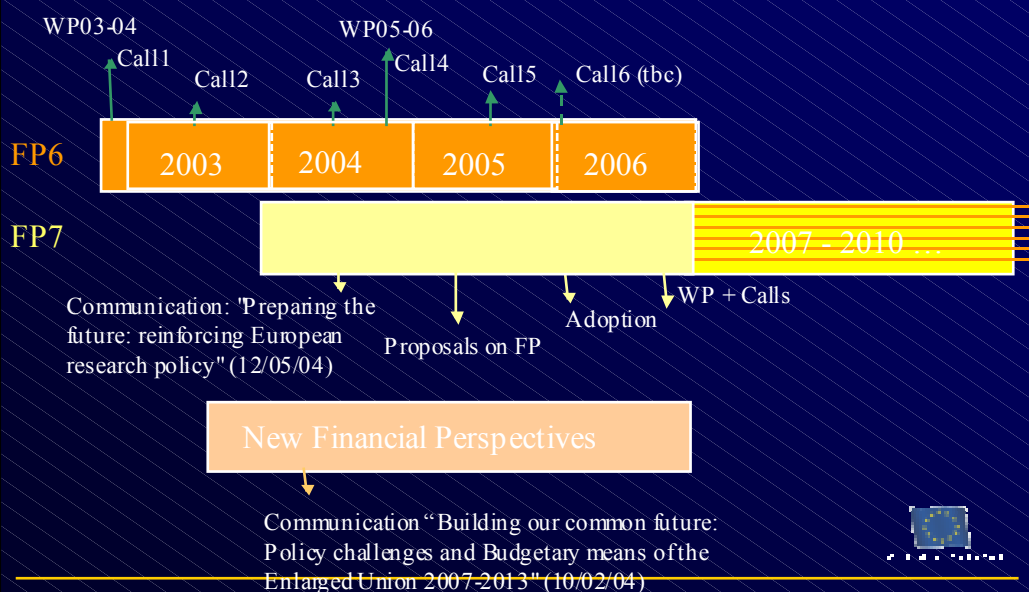 WP03-04
WP05-06
Call1
Call2
Call3
Call4
Call5
Call6 (tbc)
FP6
2003
2004
2005
2006
FP7
2007 - 2010 ...
Communication: "Preparing the
future: reinforcing European
research policy" (12/05/04)
Proposals on FP
Adoption
WP + Calls
New Financial Perspectives
Communication “Building our common future:
Policy challenges and Budgetary means of the
Enlarged Union 2007-2013" (10/02/04)